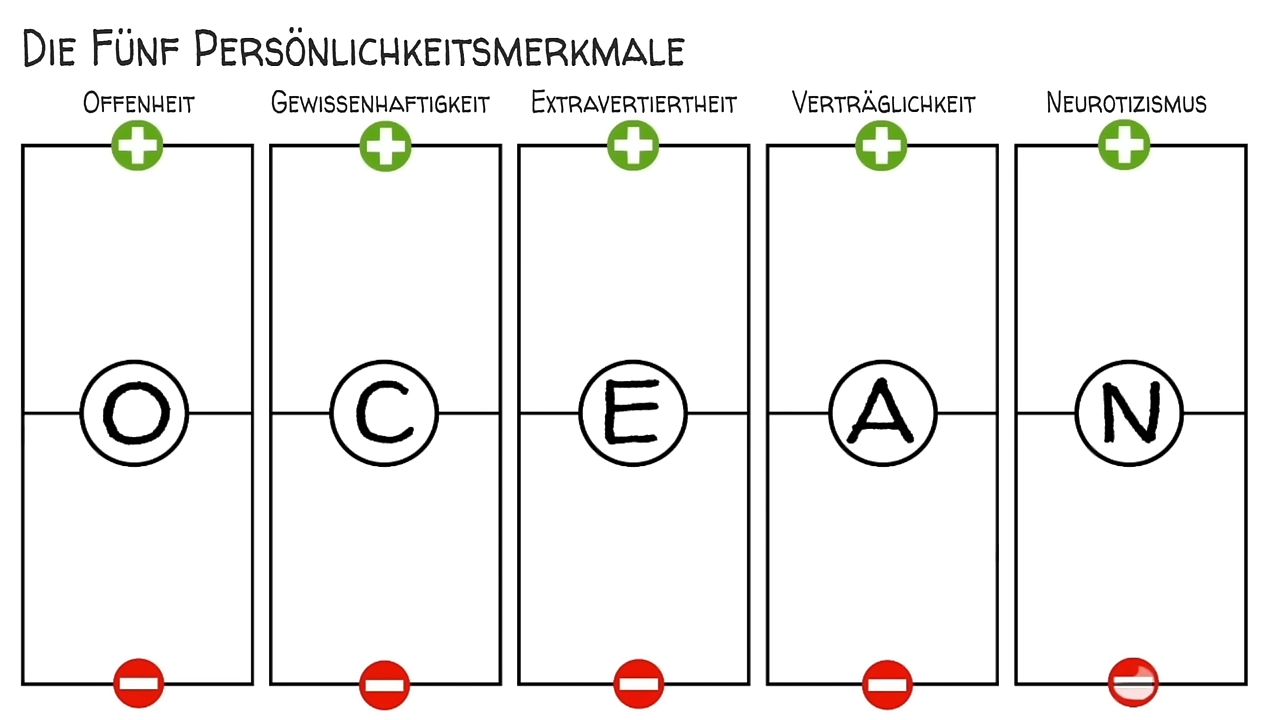 Die Fünf Persönlichkeitsmerkmale
Offenheit Gewissenhaftigkeit Extravertiertheit Verträglichkeit Neurotizismus
O C E A N